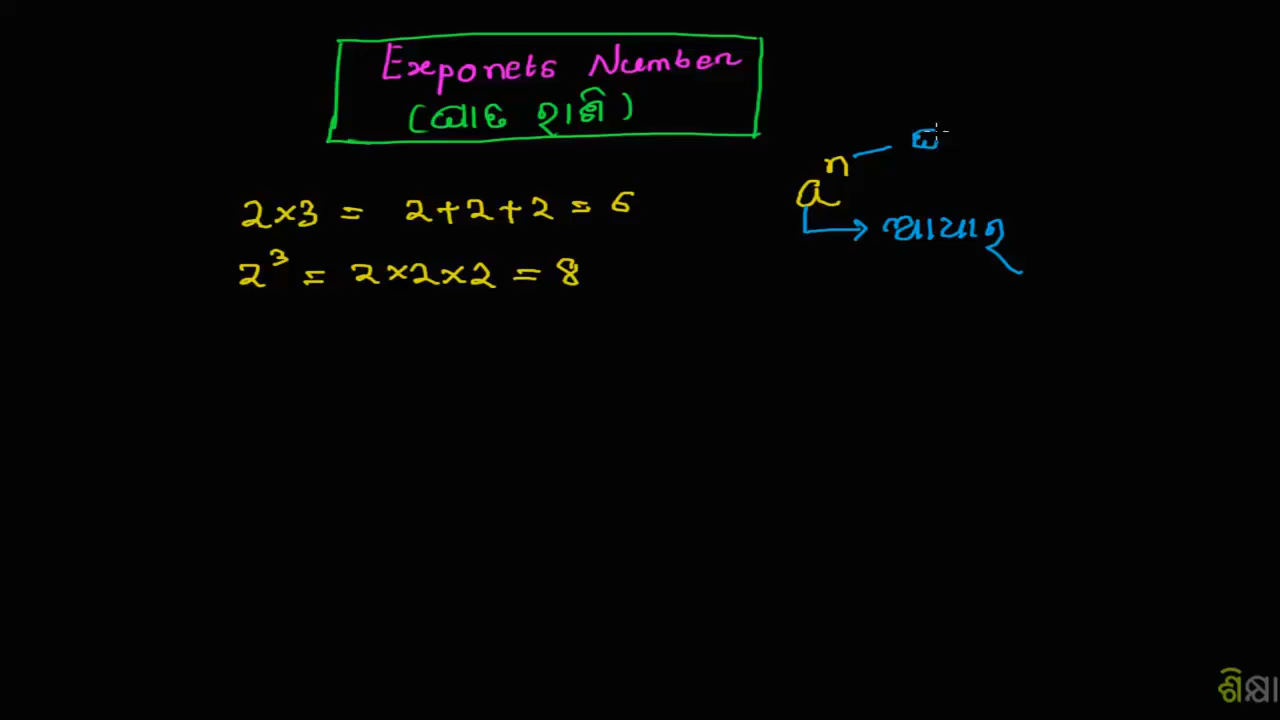 Exponets Number
(ଘାତ ରାଶି)
2×3 = 2+2+2 = 6
2³ = 2×2×2 = 8
aⁿ — ଘ
→ ଆଧାର
ଶିକ୍ଷା